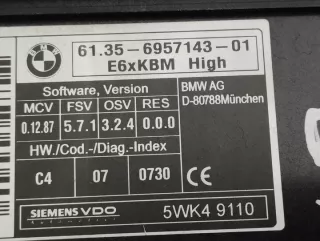 BMW
61.35-6957143-01
E6xKBM High
Software, Version
MCV FSV OSV RES
0.12.87 5.7.1 3.2.4 0.0.0
BMW AG
D-80788München
HW./Cod.-/Diag.-Index
C4 07 0730
SIEMENS VDO
Automotive
5WK4 9110